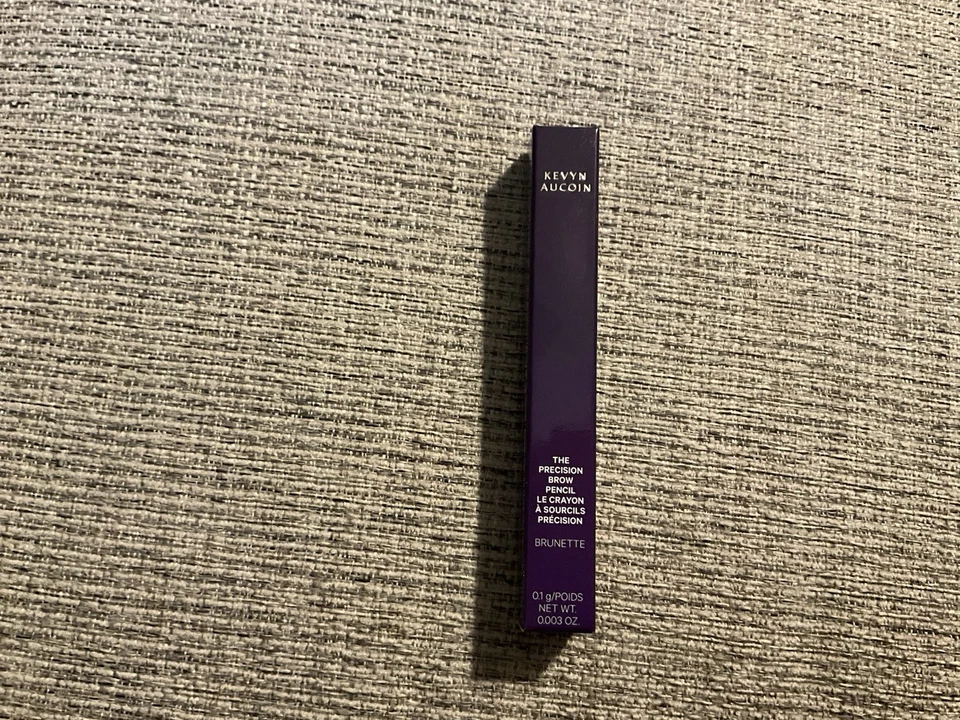 KEVYN
AUCOIN
THE
PRECISION
BROW
PENCIL
LE CRAYON
À SOURCILS
PRÉCISION
BRUNETTE
0.1 g/POIDS
NET WT.
0.003 OZ.